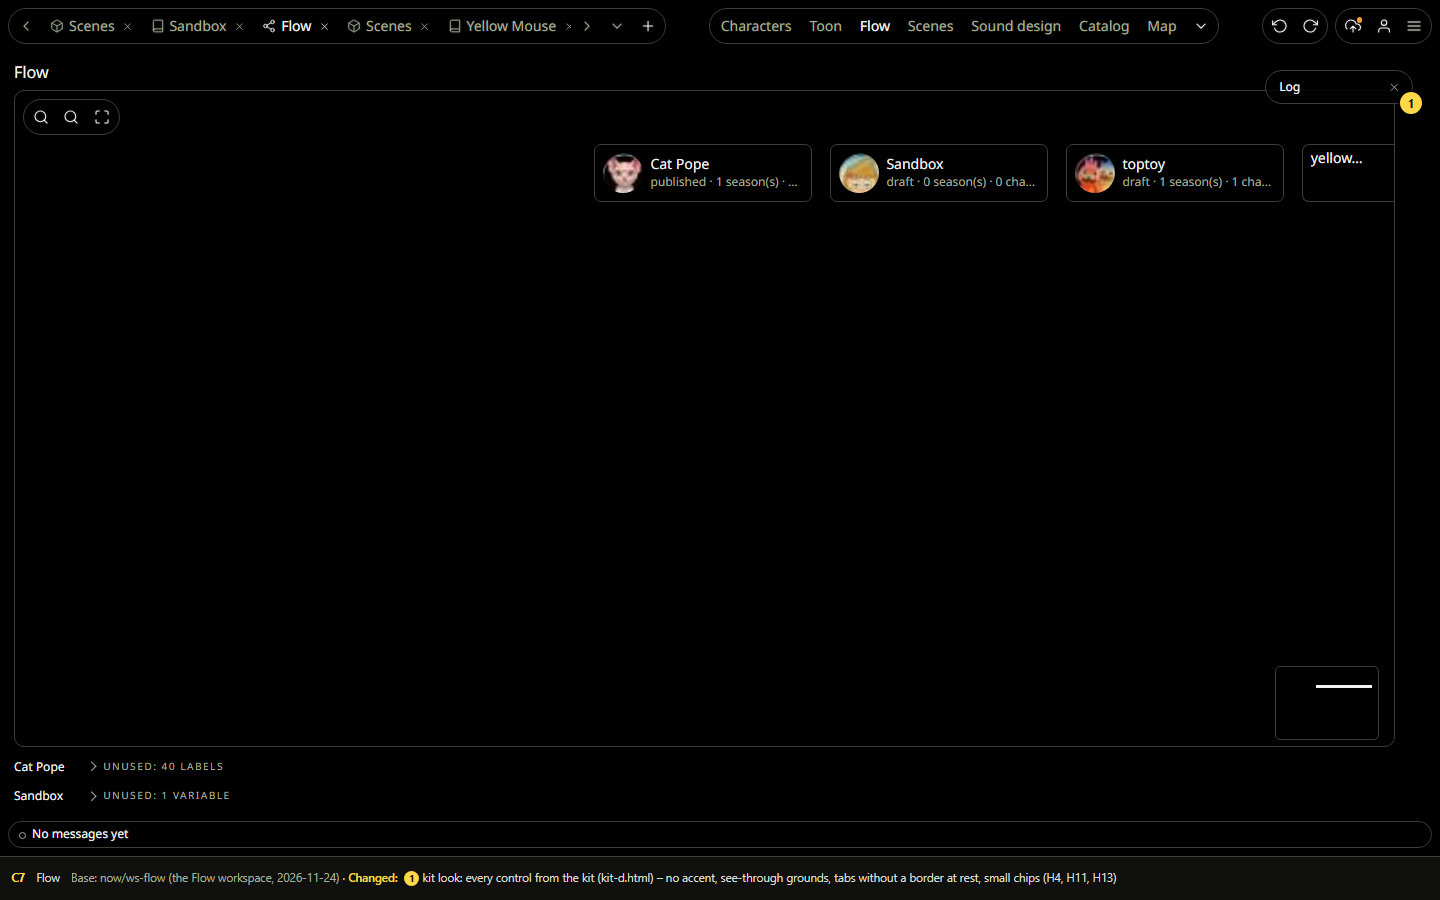 Scenes Sandbox Flow Scenes Yellow Mouse
Characters Toon Flow Scenes Sound design Catalog Map
Flow
Log
1
Cat Pope
published · 1 season(s) · ...
Sandbox
draft · 0 season(s) · 0 cha...
toptoy
draft · 1 season(s) · 1 cha...
yellow...
Cat Pope UNUSED: 40 LABELS
Sandbox UNUSED: 1 VARIABLE
No messages yet
C7 Flow Base: now/ws-flow (the Flow workspace, 2026-11-24) · Changed: 1 kit look: every control from the kit (kit-d.html) – no accent, see-through grounds, tabs without a border at rest, small chips (H4, H11, H13)